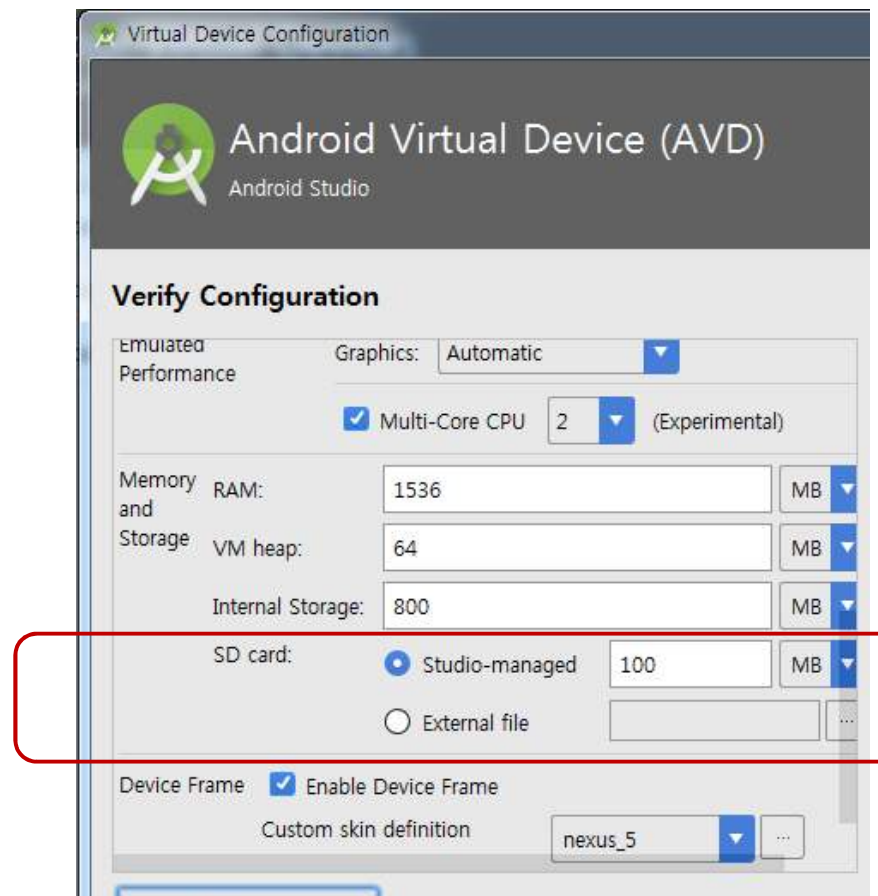 Virtual Device Configuration
Android Virtual Device (AVD)
Android Studio
Verify Configuration
Emulated
Performance
Graphics: Automatic
Multi-Core CPU 2 (Experimental)
Memory
and
Storage
RAM: 1536 MB
VM heap: 64 MB
Internal Storage: 800 MB
SD card: Studio-managed 100 MB
External file ...
Device Frame Enable Device Frame
Custom skin definition nexus_5 ...